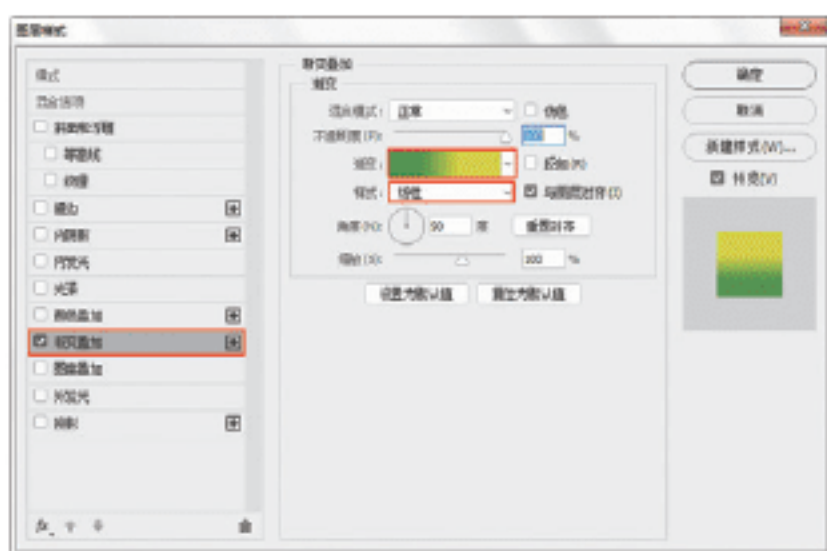 图层样式
样式
混合选项
斜面和浮雕
等高线
纹理
描边
内阴影
内发光
光泽
颜色叠加
渐变叠加
图案叠加
外发光
投影
fx
渐变叠加
渐变
混合模式： 正常 仿色
不透明度(P)： 100 %
渐变： 反向(R)
样式： 线性 与图层对齐(I)
角度(N)： 90 度 重置对齐
缩放(S)： 100 %
设置为默认值 复位为默认值
确定
取消
新建样式(W)...
预览(V)